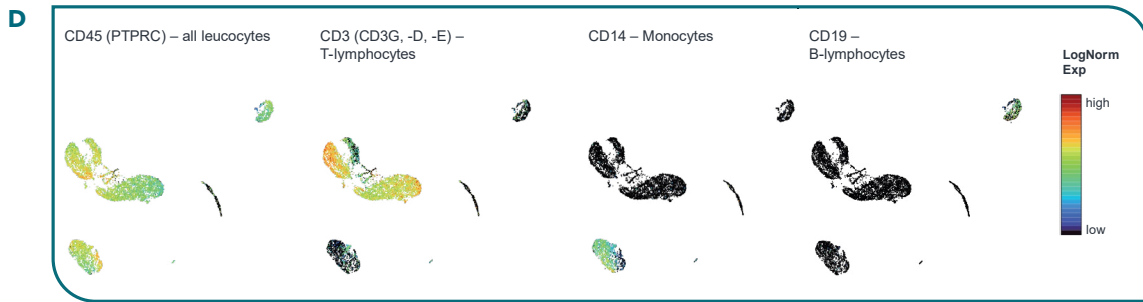 D
CD45 (PTPRC) – all leucocytes
CD3 (CD3G, -D, -E) –
T-lymphocytes
CD14 – Monocytes
CD19 –
B-lymphocytes
LogNorm
Exp
high
low